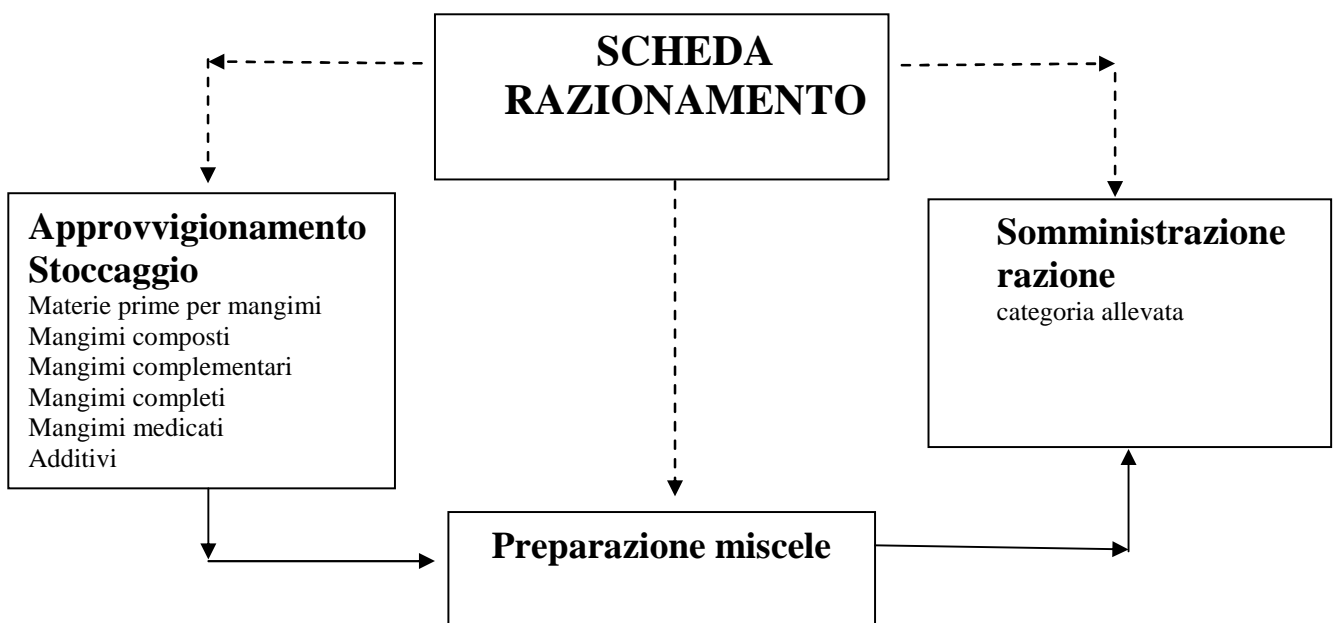 SCHEDA
RAZIONAMENTO
Approvvigionamento
Stoccaggio
Materie prime per mangimi
Mangimi composti
Mangimi complementari
Mangimi completi
Mangimi medicati
Additivi
Somministrazione
razione
categoria allevata
Preparazione miscele